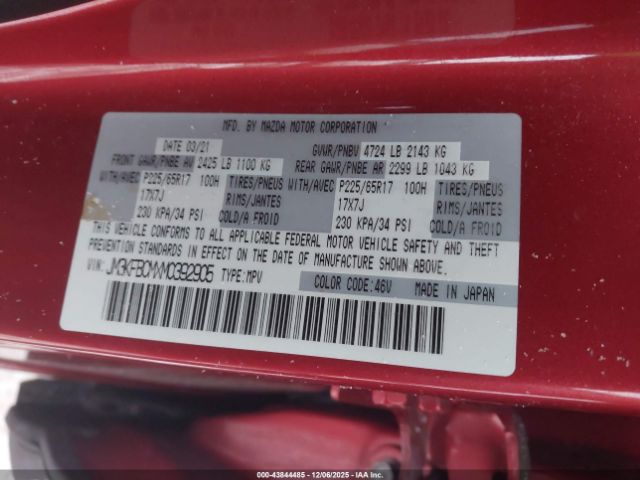 MFD. BY MAZDA MOTOR CORPORATION
DATE 03/21 GVWR/PNBV 4724 LB 2143 KG
FRONT GAWR/PNBE AV 2425 LB 1100 KG REAR GAWR/PNBE AR 2299 LB 1043 KG
WITH/AVEC P225/65R17 100H TIRES/PNEUS WITH/AVEC P225/65R17 100H TIRES/PNEUS
17X7J RIMS/JANTES 17X7J RIMS/JANTES
230 KPA/34 PSI COLD/A FROID 230 KPA/34 PSI COLD/A FROID
THIS VEHICLE CONFORMS TO ALL APPLICABLE FEDERAL MOTOR VEHICLE SAFETY AND THEFT
PREVENTION STANDARDS IN EFFECT ON THE DATE OF MANUFACTURE SHOWN ABOVE.
VIN: JM3KFBCMXM0392905 TYPE:MPV COLOR CODE:46V MADE IN JAPAN
000-43844485 - 12/06/2025 - IAAI.COM